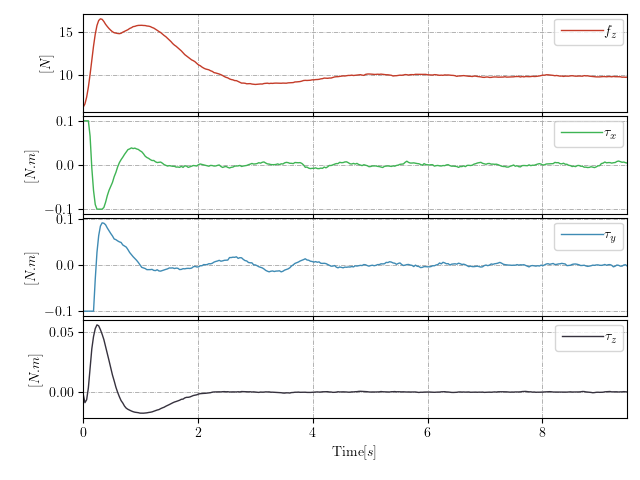 15
10
[N]
f_z
0.1
0.0
−0.1
[N.m]
τ_x
0.1
0.0
−0.1
[N.m]
τ_y
0.05
0.00
[N.m]
τ_z
0 2 4 6 8
Time[s]